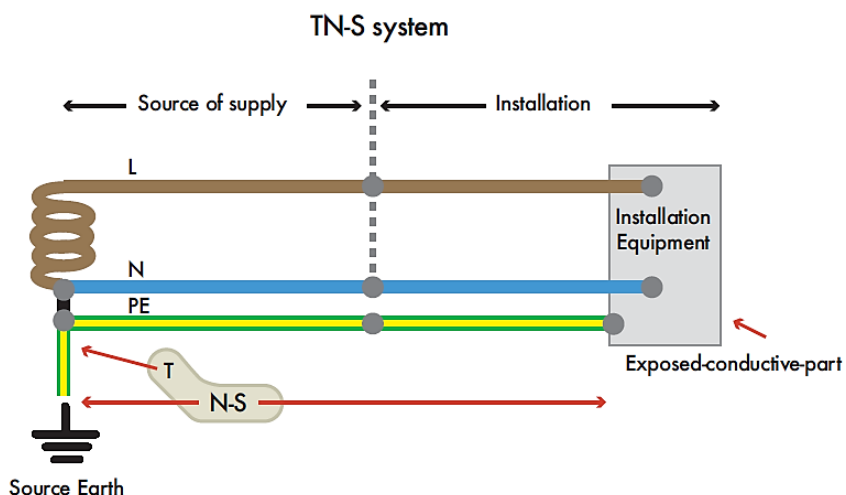 TN-S system
Source of supply
Installation
L
Installation
Equipment
N
PE
Exposed-conductive-part
T
N-S
Source Earth